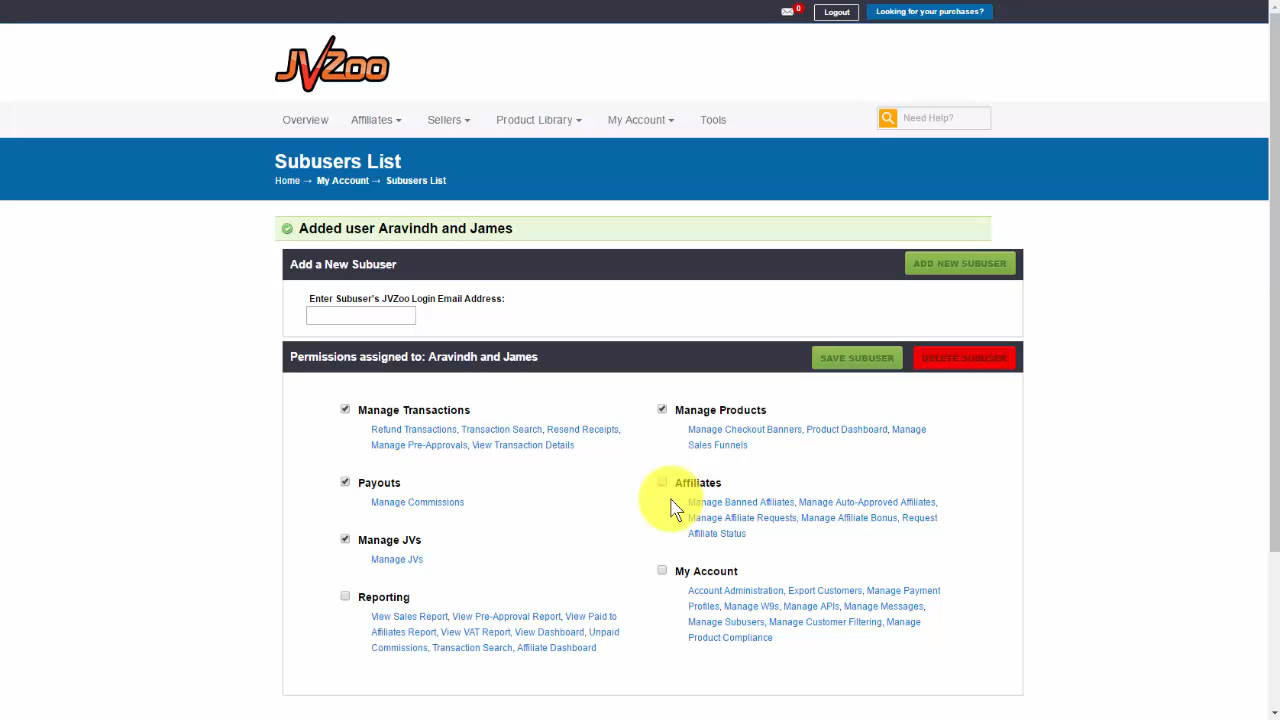 0
Logout
Looking for your purchases?
JVZoo
Overview
Affiliates
Sellers
Product Library
My Account
Tools
Need Help?
Subusers List
Home → My Account → Subusers List
Added user Aravindh and James
Add a New Subuser
ADD NEW SUBUSER
Enter Subuser's JVZoo Login Email Address:
Permissions assigned to: Aravindh and James
SAVE SUBUSER
DELETE SUBUSER
Manage Transactions
Refund Transactions, Transaction Search, Resend Receipts,
Manage Pre-Approvals, View Transaction Details
Payouts
Manage Commissions
Manage JVs
Manage JVs
Reporting
View Sales Report, View Pre-Approval Report, View Paid to
Affiliates Report, View VAT Report, View Dashboard, Unpaid
Commissions, Transaction Search, Affiliate Dashboard
Manage Products
Manage Checkout Banners, Product Dashboard, Manage
Sales Funnels
Affiliates
Manage Banned Affiliates, Manage Auto-Approved Affiliates,
Manage Affiliate Requests, Manage Affiliate Bonus, Request
Affiliate Status
My Account
Account Administration, Export Customers, Manage Payment
Profiles, Manage W9s, Manage APIs, Manage Messages,
Manage Subusers, Manage Customer Filtering, Manage
Product Compliance